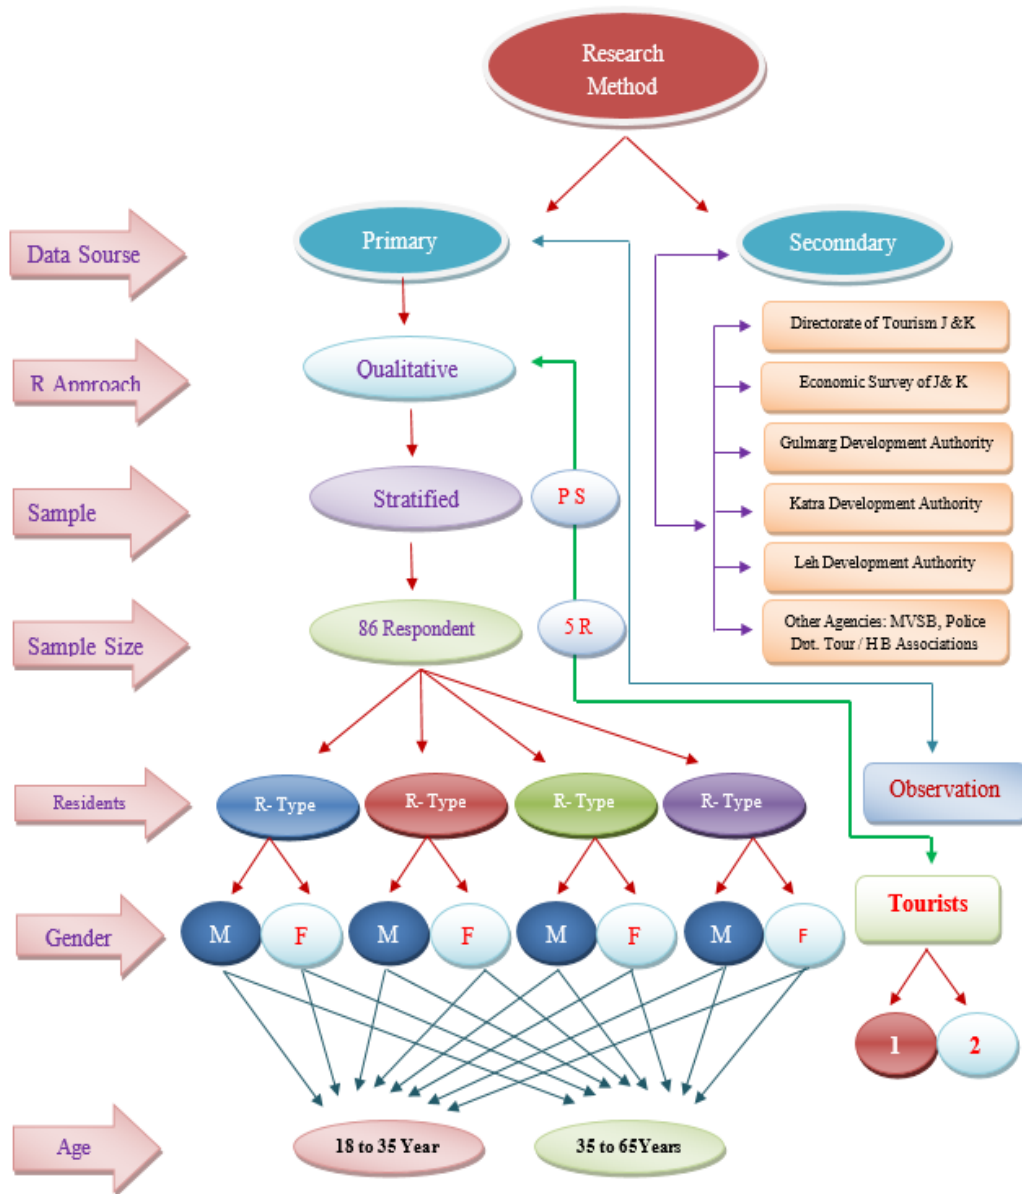 Research
Method
Data Sourse
Primary
Seconndary
Directorate of Tourism J &K
R Approach
Qualitative
Economic Survey of J& K
Gulmarg Development Authority
Sample
Stratified
P S
Katra Development Authority
Leh Development Authority
Sample Size
86 Respondent
5 R
Other Agencies: MVSB, Police
Dpt. Tour / H B Associations
Residents
R- Type
R- Type
R- Type
R- Type
Observation
Gender
M
F
M
F
M
F
M
F
Tourists
1
2
Age
18 to 35 Year
35 to 65Years